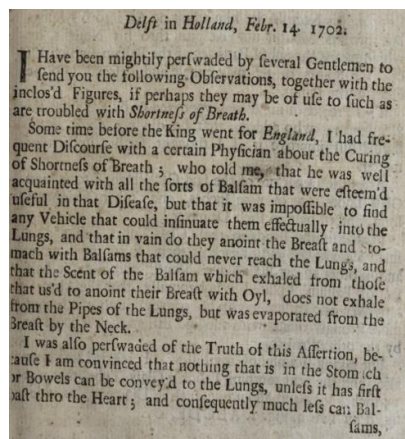 Delft in Holland, Febr. 14. 1702.
I Have been mightily perſwaded by ſeveral Gentlemen to
ſend you the following Obſervations, together with the
inclos'd Figures, if perhaps they may be of uſe to ſuch as
are troubled with Shortneſs of Breath.
Some time before the King went for England, I had fre-
quent Diſcourſe with a certain Phyſician about the Curing
of Shortneſs of Breath ; who told me, that he was well
acquainted with all the ſorts of Balſam that were eſteem'd
uſeful in that Diſeaſe, but that it was impoſſible to find
any Vehicle that could inſinuate them effectually into the
Lungs, and that in vain do they anoint the Breaſt and to-
mach with Balſams that could never reach the Lungs, and
that the Scent of the Balſam which exhaled from thoſe
that us'd to anoint their Breaſt with Oyl, does not exhale
from the Pipes of the Lungs, but was evaporated from the
Breaſt by the Neck.
I was alſo perſwaded of the Truth of this Aſſertion, be-
cauſe I am convinced that nothing that is in the Stom ch
or Bowels can be convey'd to the Lungs, unleſs it has firſt
paſt thro the Heart ; and conſequently much leſs can Bal-
ſams,